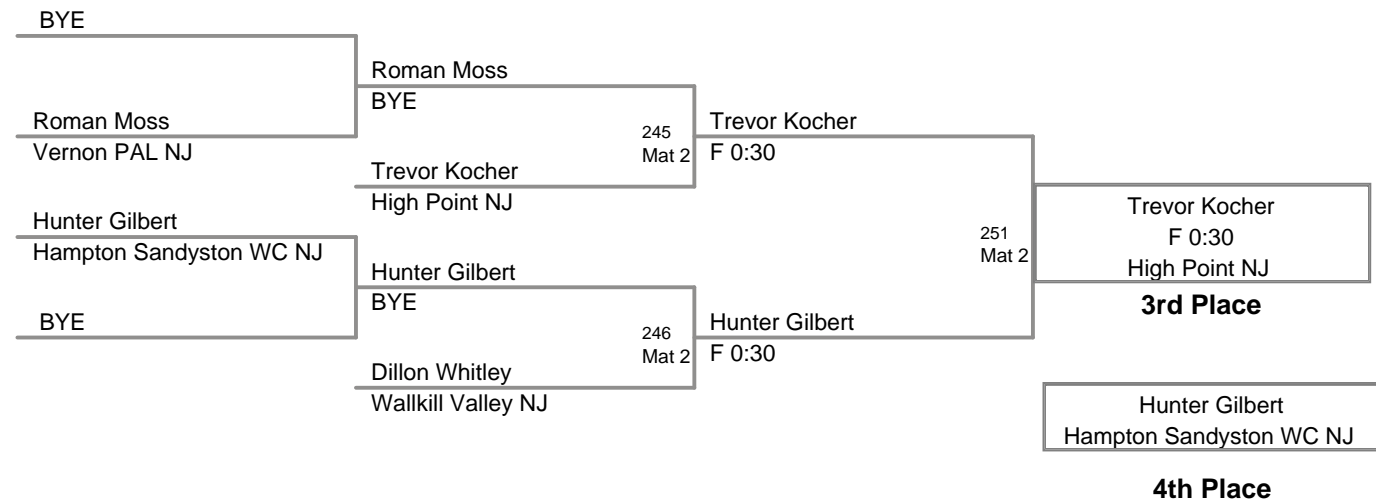 BYE
Roman Moss
Vernon PAL NJ
Hunter Gilbert
Hampton Sandyston WC NJ
BYE
Roman Moss
BYE
Trevor Kocher
High Point NJ
Hunter Gilbert
BYE
Dillon Whitley
Wallkill Valley NJ
245
Mat 2
246
Mat 2
Trevor Kocher
F 0:30
Hunter Gilbert
F 0:30
251
Mat 2
Trevor Kocher
F 0:30
High Point NJ
3rd Place
Hunter Gilbert
Hampton Sandyston WC NJ
4th Place